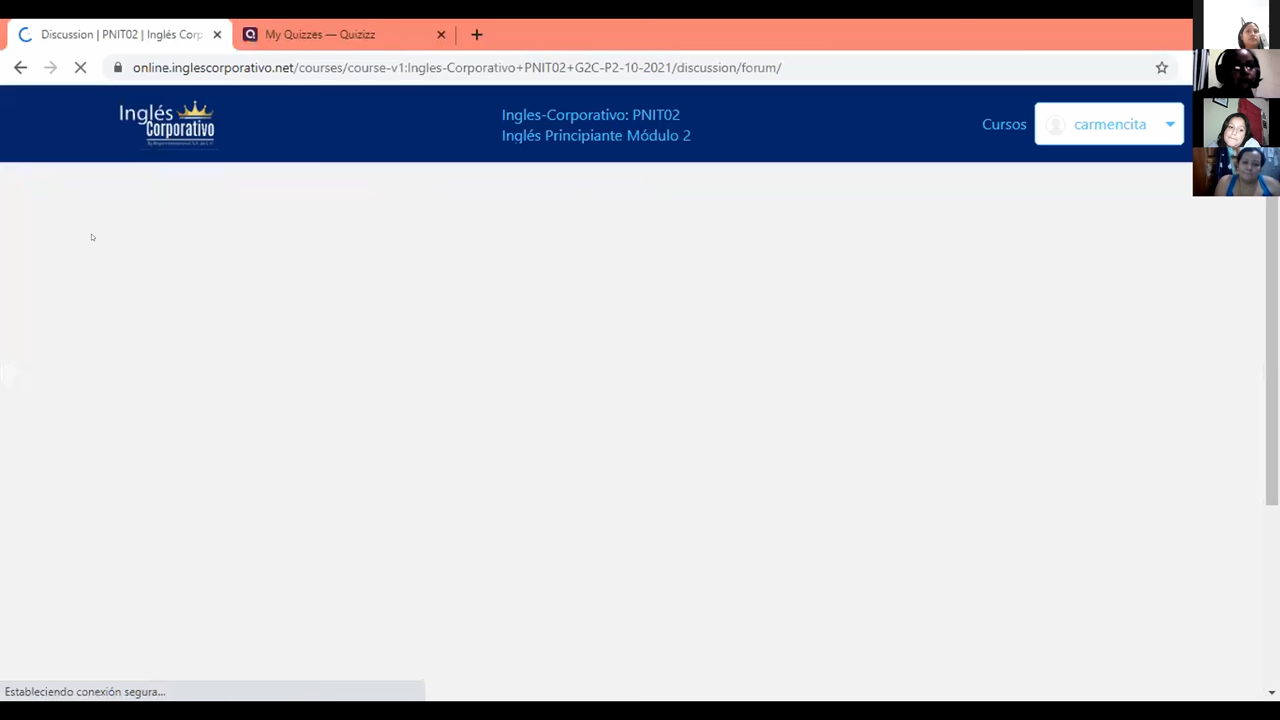 Discussion | PNIT02 | Inglés Corp
My Quizzes — Quizizz
online.inglescorporativo.net/courses/course-v1:Ingles-Corporativo+PNIT02+G2C-P2-10-2021/discussion/forum/
Inglés
Corporativo
Ingles-Corporativo: PNIT02
Inglés Principiante Módulo 2
Cursos
carmencita
Estableciendo conexión segura...